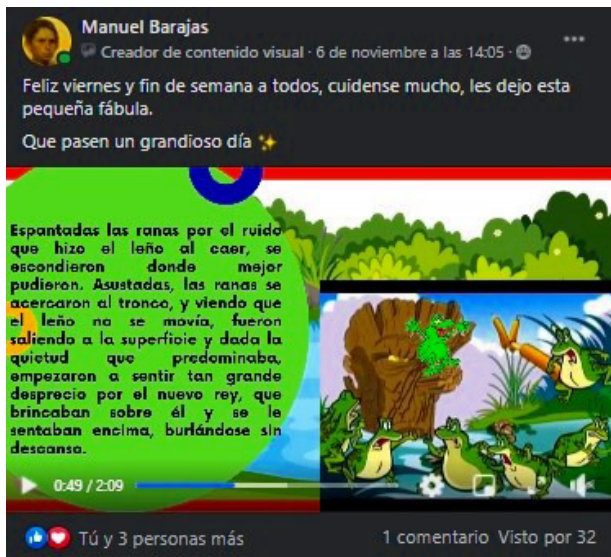 Manuel Barajas
Creador de contenido visual · 6 de noviembre a las 14:05 ·
Feliz viernes y fin de semana a todos, cuidense mucho, les dejo esta
pequeña fábula.
Que pasen un grandioso día ✨
Espantadas las ranas por el ruido
que hizo el leño al caer, se
escondieron donde mejor
pudieron. Asustadas, las ranas se
acercaron al tronco, y viendo que
el leño no se movía, fueron
saliendo a la superficie y dada la
quietud que predominaba,
empezaron a sentir tan grande
desprecio por el nuevo rey, que
brincaban sobre él y se le
sentaban encima, burlándose sin
descanso.
0:49 / 2:09
Tú y 3 personas más
1 comentario Visto por 32